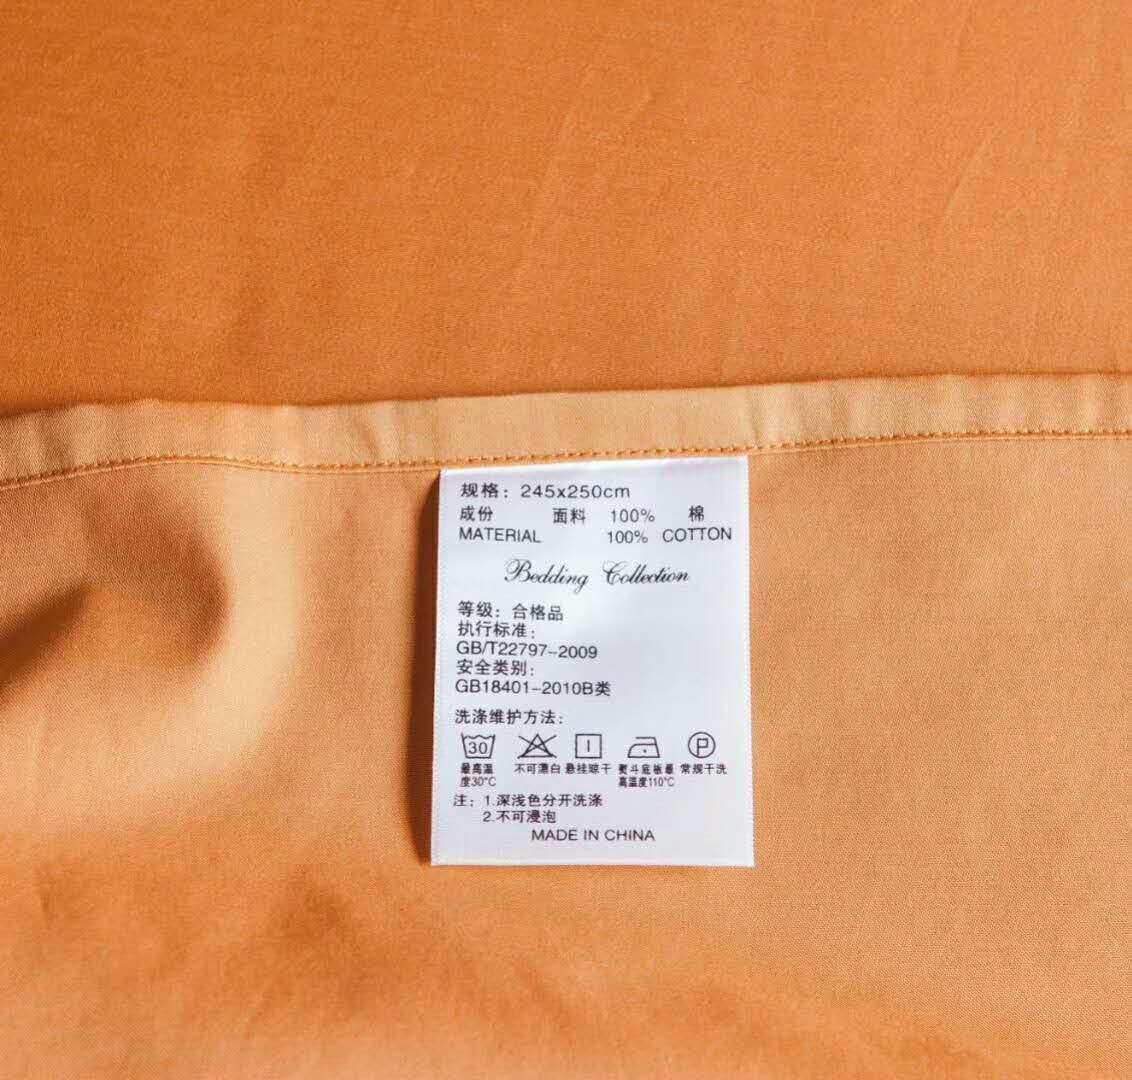 规格：245x250cm
成份 面料 100% 棉
MATERIAL 100% COTTON
Bedding Collection
等级：合格品
执行标准：
GB/T22797-2009
安全类别：
GB18401-2010B类
洗涤维护方法：
30 P
最高温度30℃ 不可漂白 悬挂晾干 熨斗底板最高温度110℃ 常规干洗
注：1.深浅色分开洗涤
2.不可浸泡
MADE IN CHINA